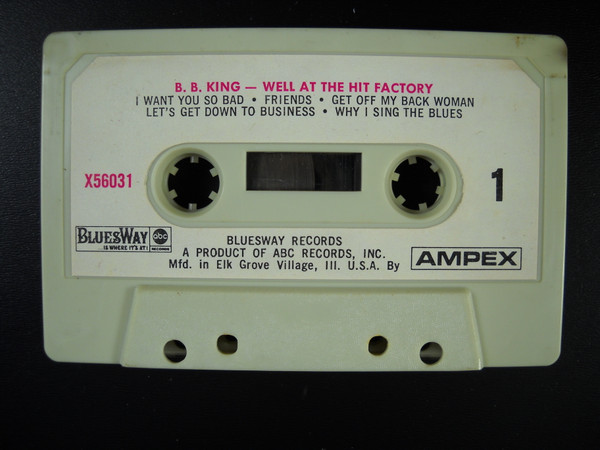 B. B. KING — WELL AT THE HIT FACTORY
I WANT YOU SO BAD • FRIENDS • GET OFF MY BACK WOMAN
LET'S GET DOWN TO BUSINESS • WHY I SING THE BLUES
X56031
1
BLUESWAY abc
IS WHERE IT'S AT! RECORDS
BLUESWAY RECORDS
A PRODUCT OF ABC RECORDS, INC.
Mfd. in Elk Grove Village, Ill. U.S.A. By
AMPEX